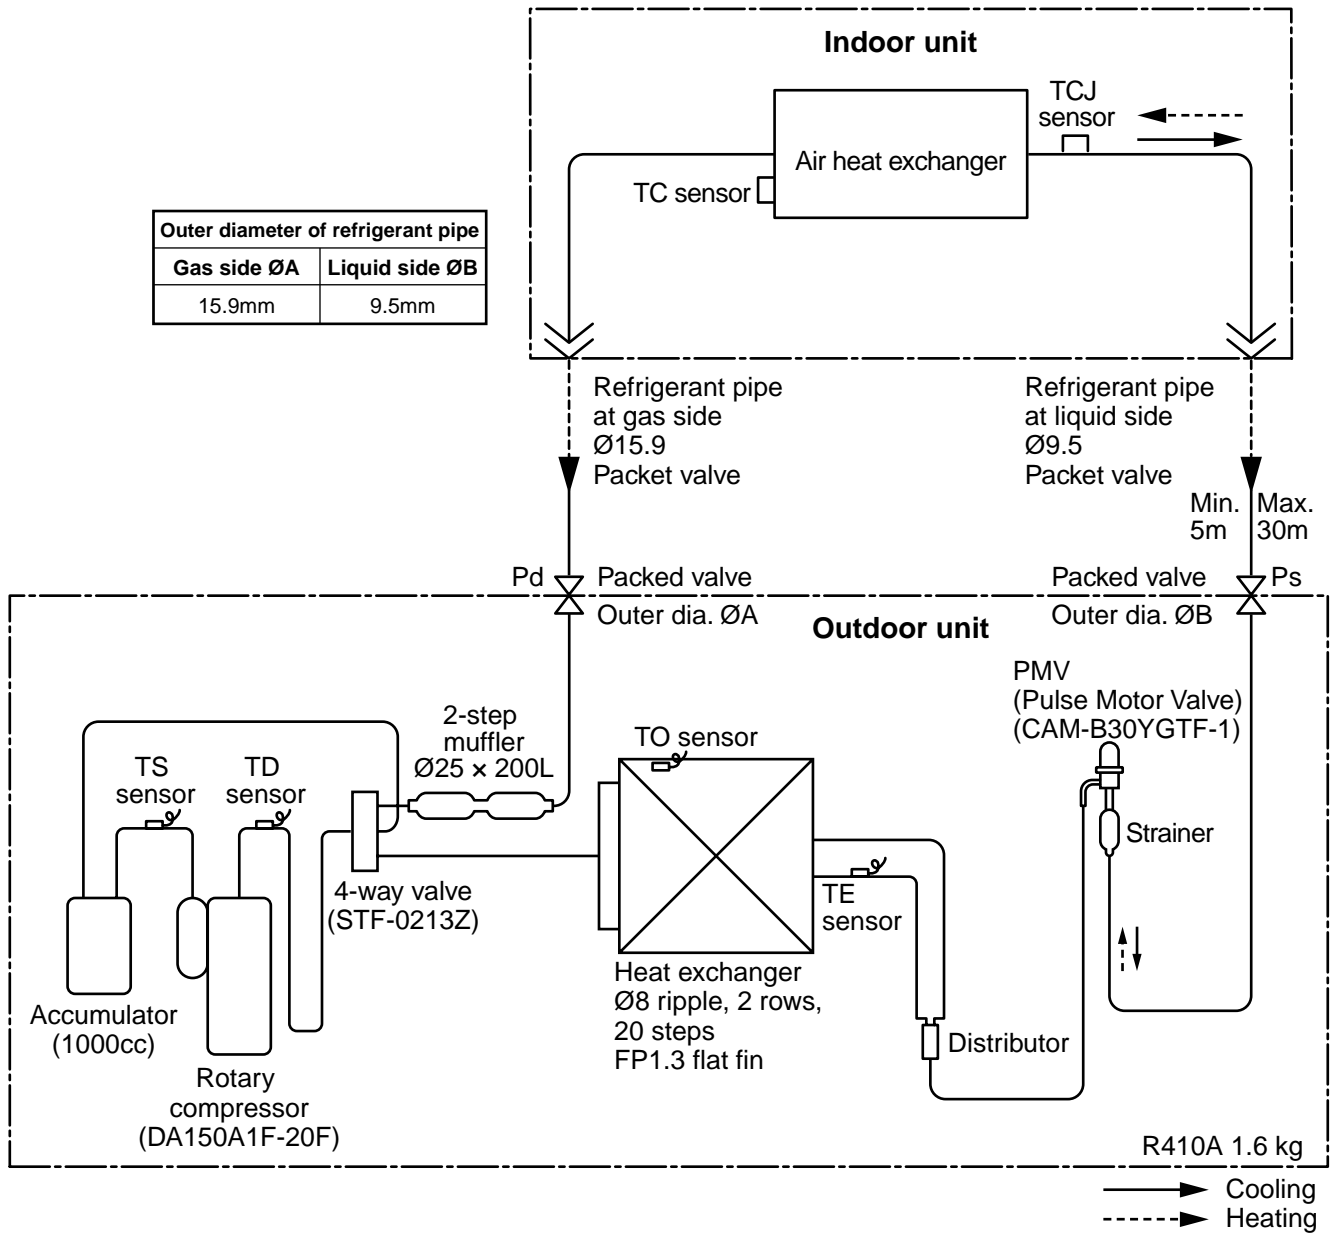 Indoor unit
TCJ
sensor
Air heat exchanger
TC sensor
Outer diameter of refrigerant pipe
Gas side ØA Liquid side ØB
15.9mm 9.5mm
Refrigerant pipe
at gas side
Ø15.9
Packet valve
Refrigerant pipe
at liquid side
Ø9.5
Packet valve
Min. Max.
5m 30m
Pd Packed valve
Outer dia. ØA
Packed valve Ps
Outer dia. ØB
Outdoor unit
PMV
(Pulse Motor Valve)
(CAM-B30YGTF-1)
2-step
muffler
Ø25 × 200L
TO sensor
TS
sensor
TD
sensor
Strainer
4-way valve
(STF-0213Z)
TE
sensor
Heat exchanger
Ø8 ripple, 2 rows,
20 steps
FP1.3 flat fin
Accumulator
(1000cc)
Distributor
Rotary
compressor
(DA150A1F-20F)
R410A 1.6 kg
Cooling
Heating